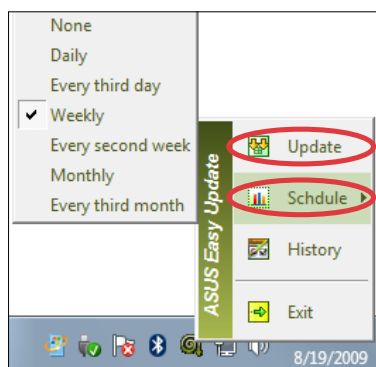 None
Daily
Every third day
Weekly
Every second week
Monthly
Every third month
ASUS Easy Update
Update
Schdule
History
Exit
8/19/2009